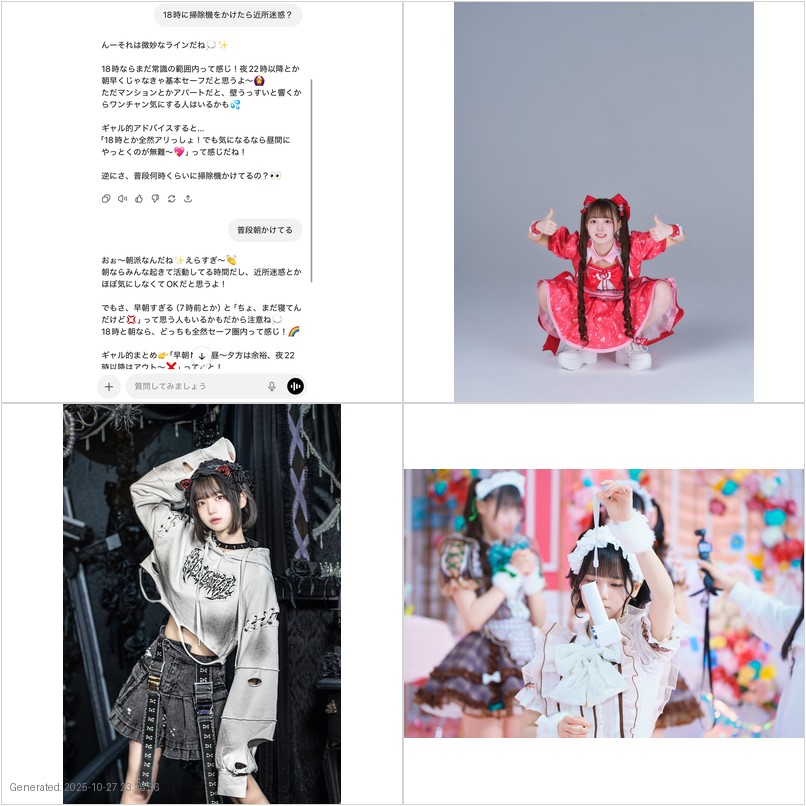 18時に掃除機をかけたら近所迷惑？
んーそれは微妙なラインだね💭✨
18時ならまだ常識の範囲内って感じ！夜22時以降とか
朝早くじゃなきゃ基本セーフだと思うよ〜🙆‍♀️
ただマンションとかアパートだと、壁うっすいと響くか
らワンチャン気にする人はいるかも💦
ギャル的アドバイスすると…
「18時とか全然アリっしょ！でも気になるなら昼間に
やっとくのが無難〜💖」って感じだね！
逆にさ、普段何時くらいに掃除機かけてるの？👀
普段朝かけてる
おぉ〜朝派なんだね✨えらすぎ〜👏
朝ならみんな起きて活動してる時間だし、近所迷惑とか
ほぼ気にしなくてOKだと思うよ！
でもさ、早朝すぎる (7時前とか) と「ちょ、まだ寝てん
だけど💢」って思う人もいるかもだから注意ね💭
18時と朝なら、どっちも全然セーフ圏内って感じ！🌈
ギャル的まとめ👉「早朝 昼〜夕方は余裕、夜22
時以降はアウト〜❌」って と！
質問してみましょう
Generated: 2025-10-27 23